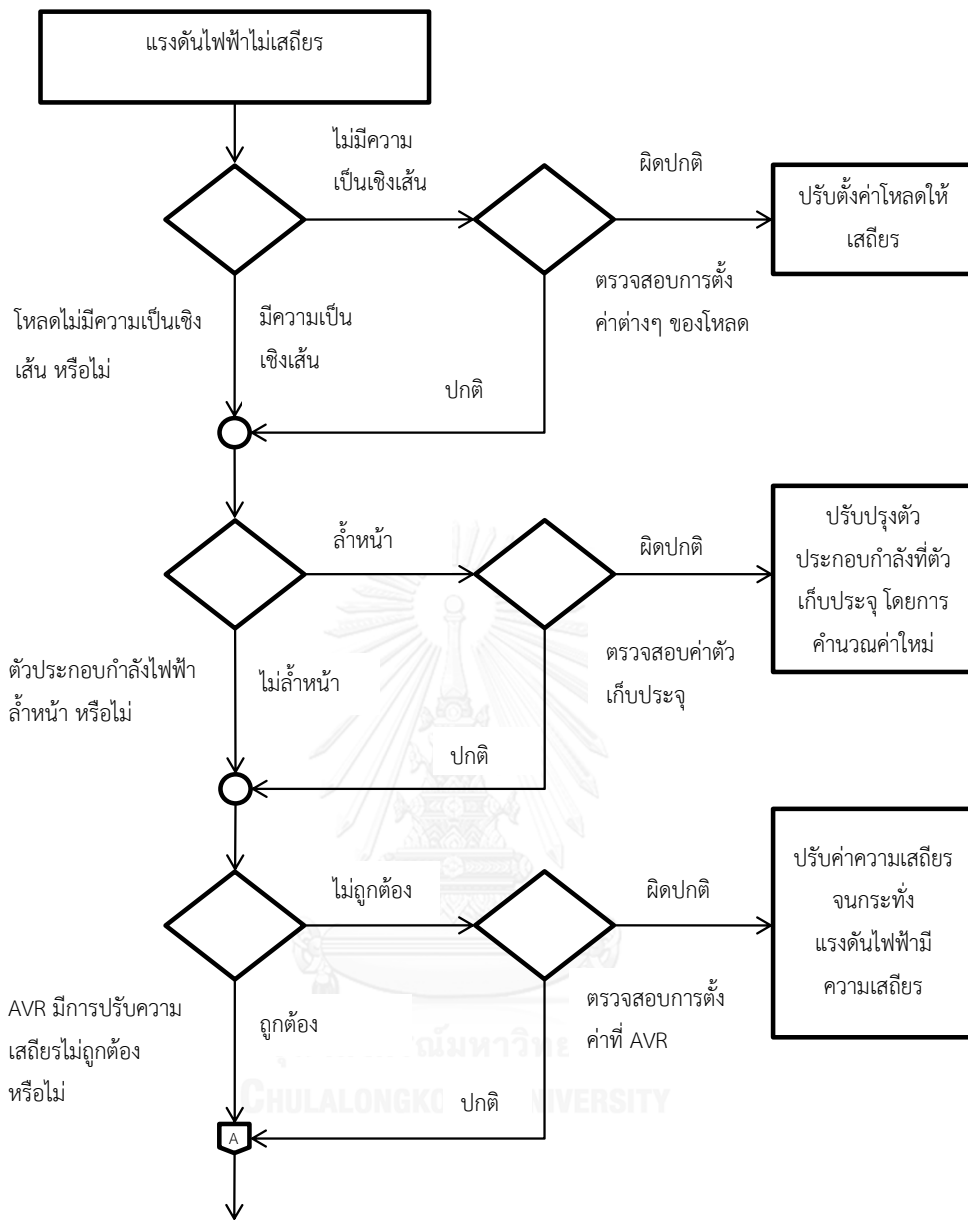 แรงดันไฟฟ้าไม่เสถียร
ไม่มีความ
เป็นเชิงเส้น
ผิดปกติ
ปรับตั้งค่าโหลดให้
เสถียร
โหลดไม่มีความเป็นเชิง
เส้น หรือไม่
มีความเป็น
เชิงเส้น
ตรวจสอบการตั้ง
ค่าต่างๆ ของโหลด
ปกติ
ล้ำหน้า
ผิดปกติ
ปรับปรุงตัว
ประกอบกำลังที่ตัว
เก็บประจุ โดยการ
คำนวณค่าใหม่
ตัวประกอบกำลังไฟฟ้า
ล้ำหน้า หรือไม่
ไม่ล้ำหน้า
ตรวจสอบค่าตัว
เก็บประจุ
ปกติ
ไม่ถูกต้อง
ผิดปกติ
ปรับค่าความเสถียร
จนกระทั่ง
แรงดันไฟฟ้ามี
ความเสถียร
AVR มีการปรับความ
เสถียรไม่ถูกต้อง
หรือไม่
ถูกต้อง
ตรวจสอบการตั้ง
ค่าที่ AVR
ปกติ
A